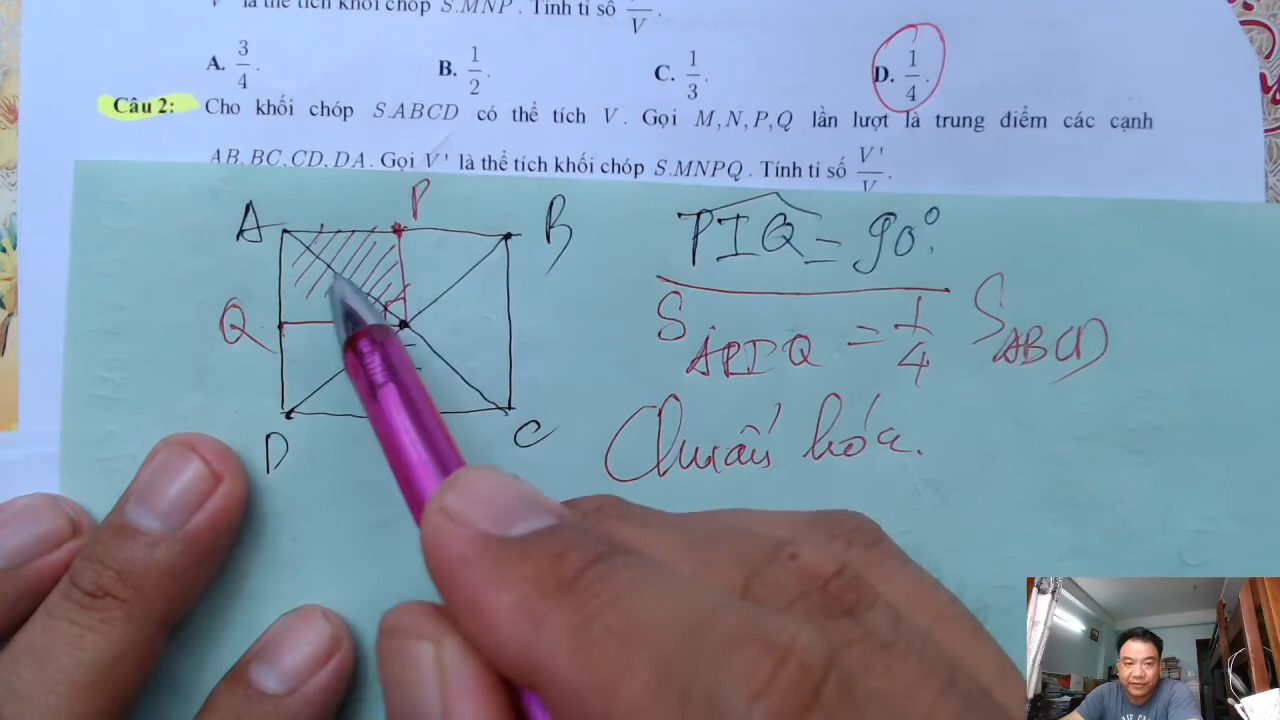 V là thể tích khối chóp S.MNP. Tính tỉ số V.
A. 3/4. B. 1/2. C. 1/3. D. 1/4.
Câu 2: Cho khối chóp S.ABCD có thể tích V. Gọi M,N,P,Q lần lượt là trung điểm các cạnh
AB,BC,CD,DA. Gọi V' là thể tích khối chóp S.MNPQ. Tính tỉ số V'/V.
A P B
Q
D C
PIQ = 90°.
S APIQ = 1/4 S ABCD
Chuẩn hóa.